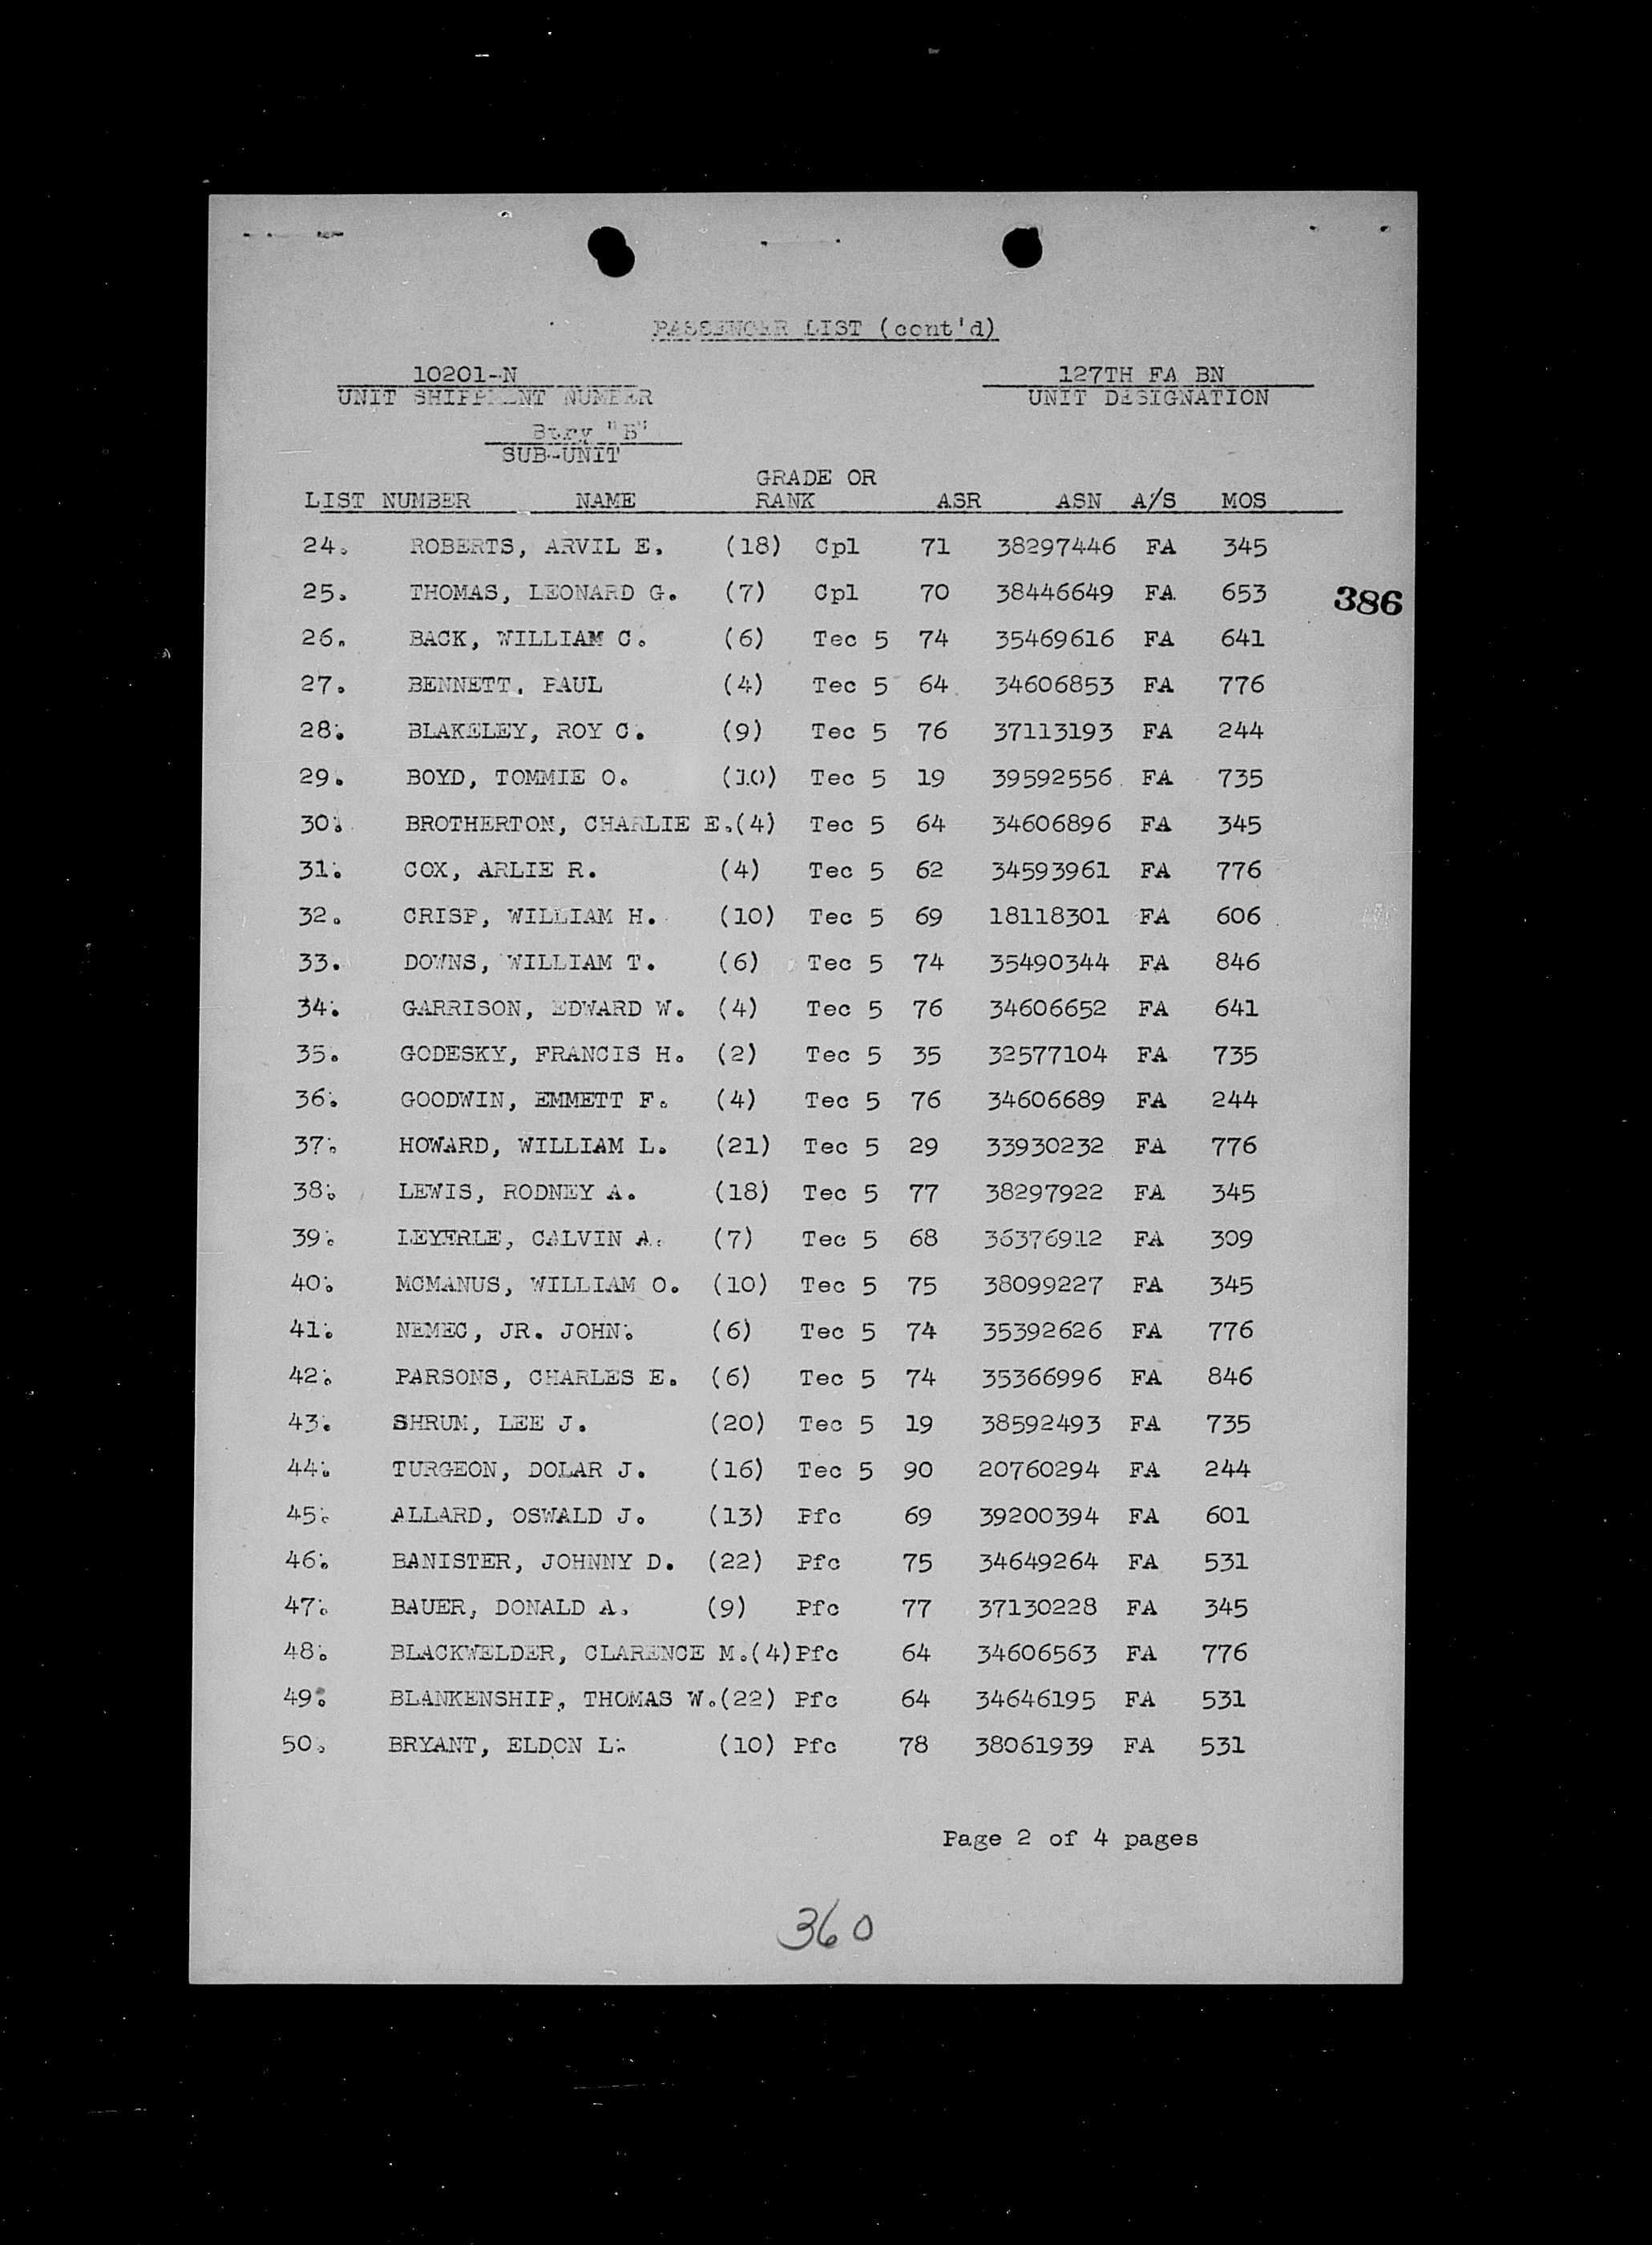 PASSENGER LIST (cont'd)
10201-N 127TH FA BN
UNIT SHIPPMENT NUMBER UNIT DESIGNATION
Btry "B"
SUB-UNIT
GRADE OR
LIST NUMBER NAME RANK ASR ASN A/S MOS
24. ROBERTS, ARVIL E. (18) Cpl 71 38297446 FA 345
25. THOMAS, LEONARD G. (7) Cpl 70 38446649 FA 653
386
26. BACK, WILLIAM C. (6) Tec 5 74 35469616 FA 641
27. BENNETT, PAUL (4) Tec 5 64 34606853 FA 776
28. BLAKELEY, ROY C. (9) Tec 5 76 37113193 FA 244
29. BOYD, TOMMIE O. (10) Tec 5 19 39592556 FA 735
30. BROTHERTON, CHARLIE E.(4) Tec 5 64 34606896 FA 345
31. COX, ARLIE R. (4) Tec 5 62 34593961 FA 776
32. CRISP, WILLIAM H. (10) Tec 5 69 18118301 FA 606
33. DOWNS, WILLIAM T. (6) Tec 5 74 35490344 FA 846
34. GARRISON, EDWARD W. (4) Tec 5 76 34606652 FA 641
35. GODESKY, FRANCIS H. (2) Tec 5 35 32577104 FA 735
36. GOODWIN, EMMETT F. (4) Tec 5 76 34606689 FA 244
37. HOWARD, WILLIAM L. (21) Tec 5 29 33930232 FA 776
38. LEWIS, RODNEY A. (18) Tec 5 77 38297922 FA 345
39. LEYERLE, CALVIN A. (7) Tec 5 68 36376912 FA 309
40. MCMANUS, WILLIAM O. (10) Tec 5 75 38099227 FA 345
41. NEMEC, JR. JOHN. (6) Tec 5 74 35392626 FA 776
42. PARSONS, CHARLES E. (6) Tec 5 74 35366996 FA 846
43. SHRUM, LEE J. (20) Tec 5 19 38592493 FA 735
44. TURGEON, DOLAR J. (16) Tec 5 90 20760294 FA 244
45. ALLARD, OSWALD J. (13) Pfc 69 39200394 FA 601
46. BANISTER, JOHNNY D. (22) Pfc 75 34649264 FA 531
47. BAUER, DONALD A. (9) Pfc 77 37130228 FA 345
48. BLACKWELDER, CLARENCE M.(4)Pfc 64 34606563 FA 776
49. BLANKENSHIP, THOMAS W.(22) Pfc 64 34646195 FA 531
50. BRYANT, ELDON L. (10) Pfc 78 38061939 FA 531
Page 2 of 4 pages
360